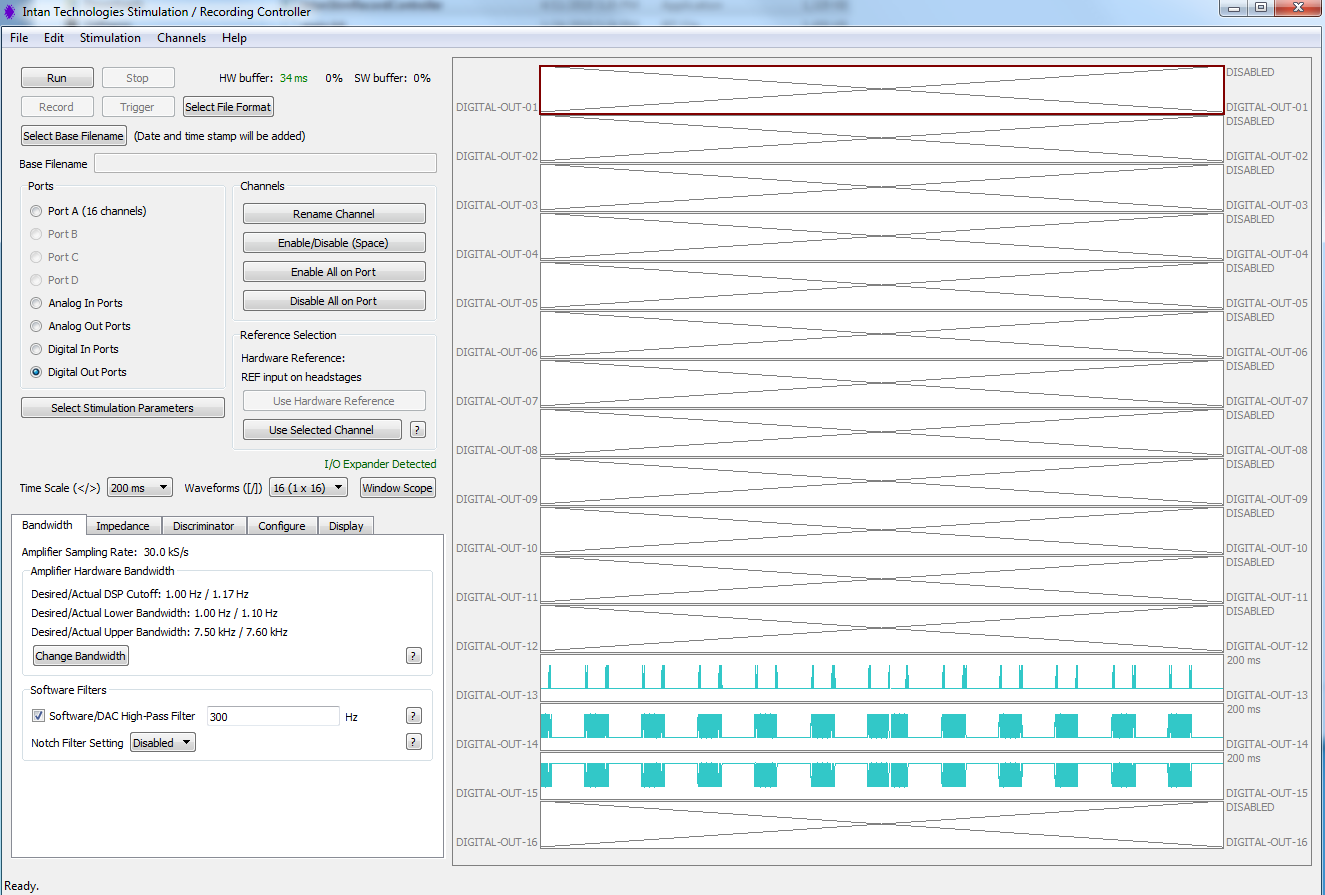 Intan Technologies Stimulation / Recording Controller
File Edit Stimulation Channels Help
Run Stop HW buffer: 34 ms 0% SW buffer: 0%
Record Trigger Select File Format
Select Base Filename (Date and time stamp will be added)
Base Filename
Ports
Port A (16 channels)
Port B
Port C
Port D
Analog In Ports
Analog Out Ports
Digital In Ports
Digital Out Ports
Select Stimulation Parameters
Channels
Rename Channel
Enable/Disable (Space)
Enable All on Port
Disable All on Port
Reference Selection
Hardware Reference:
REF input on headstages
Use Hardware Reference
Use Selected Channel ?
I/O Expander Detected
Time Scale (</>) 200 ms Waveforms ([/]) 16 (1 x 16) Window Scope
Bandwidth Impedance Discriminator Configure Display
Amplifier Sampling Rate: 30.0 kS/s
Amplifier Hardware Bandwidth
Desired/Actual DSP Cutoff: 1.00 Hz / 1.17 Hz
Desired/Actual Lower Bandwidth: 1.00 Hz / 1.10 Hz
Desired/Actual Upper Bandwidth: 7.50 kHz / 7.60 kHz
Change Bandwidth ?
Software Filters
Software/DAC High-Pass Filter 300 Hz ?
Notch Filter Setting Disabled ?
DISABLED
DIGITAL-OUT-01 DIGITAL-OUT-01
DISABLED
DIGITAL-OUT-02 DIGITAL-OUT-02
DISABLED
DIGITAL-OUT-03 DIGITAL-OUT-03
DISABLED
DIGITAL-OUT-04 DIGITAL-OUT-04
DISABLED
DIGITAL-OUT-05 DIGITAL-OUT-05
DISABLED
DIGITAL-OUT-06 DIGITAL-OUT-06
DISABLED
DIGITAL-OUT-07 DIGITAL-OUT-07
DISABLED
DIGITAL-OUT-08 DIGITAL-OUT-08
DISABLED
DIGITAL-OUT-09 DIGITAL-OUT-09
DISABLED
DIGITAL-OUT-10 DIGITAL-OUT-10
DISABLED
DIGITAL-OUT-11 DIGITAL-OUT-11
DISABLED
DIGITAL-OUT-12 DIGITAL-OUT-12
200 ms
DIGITAL-OUT-13 DIGITAL-OUT-13
200 ms
DIGITAL-OUT-14 DIGITAL-OUT-14
200 ms
DIGITAL-OUT-15 DIGITAL-OUT-15
DISABLED
DIGITAL-OUT-16 DIGITAL-OUT-16
Ready.